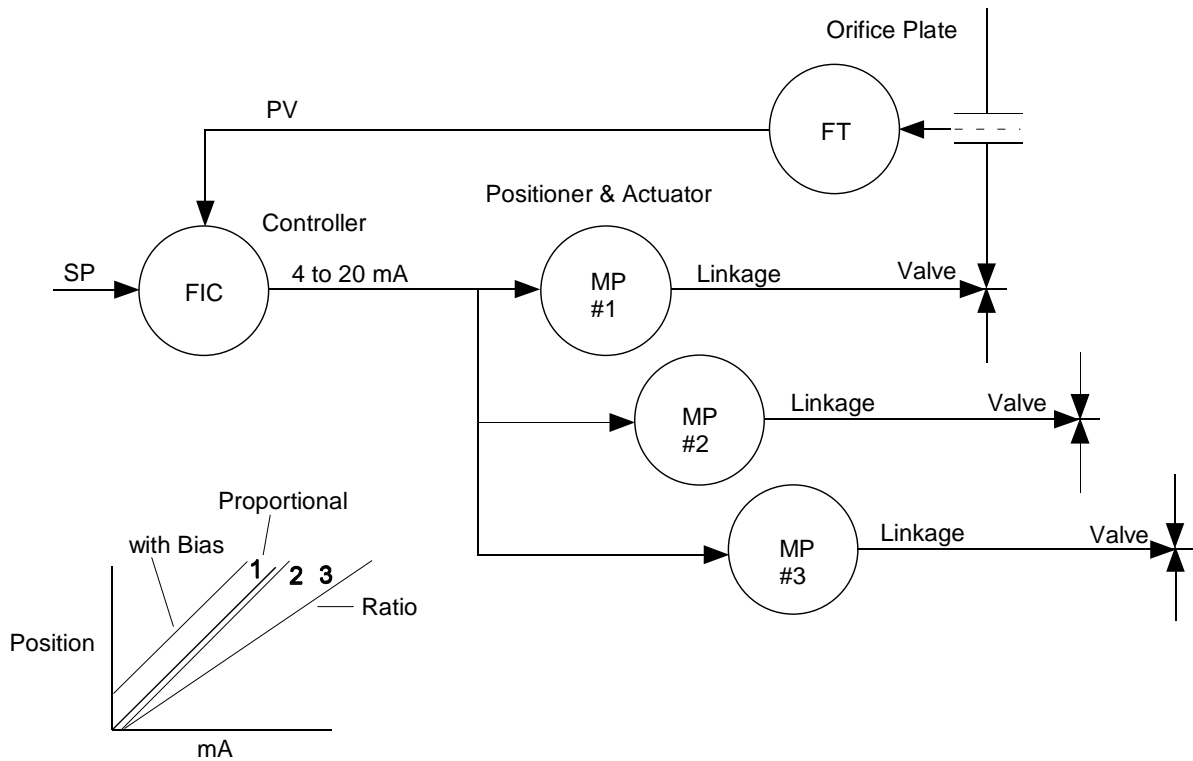 Orifice Plate
PV
FT
Positioner & Actuator
Controller
SP
FIC
4 to 20 mA
MP
#1
Linkage
Valve
MP
#2
Linkage
Valve
MP
#3
Linkage
Valve
Proportional
with Bias
1 2 3
Ratio
Position
mA